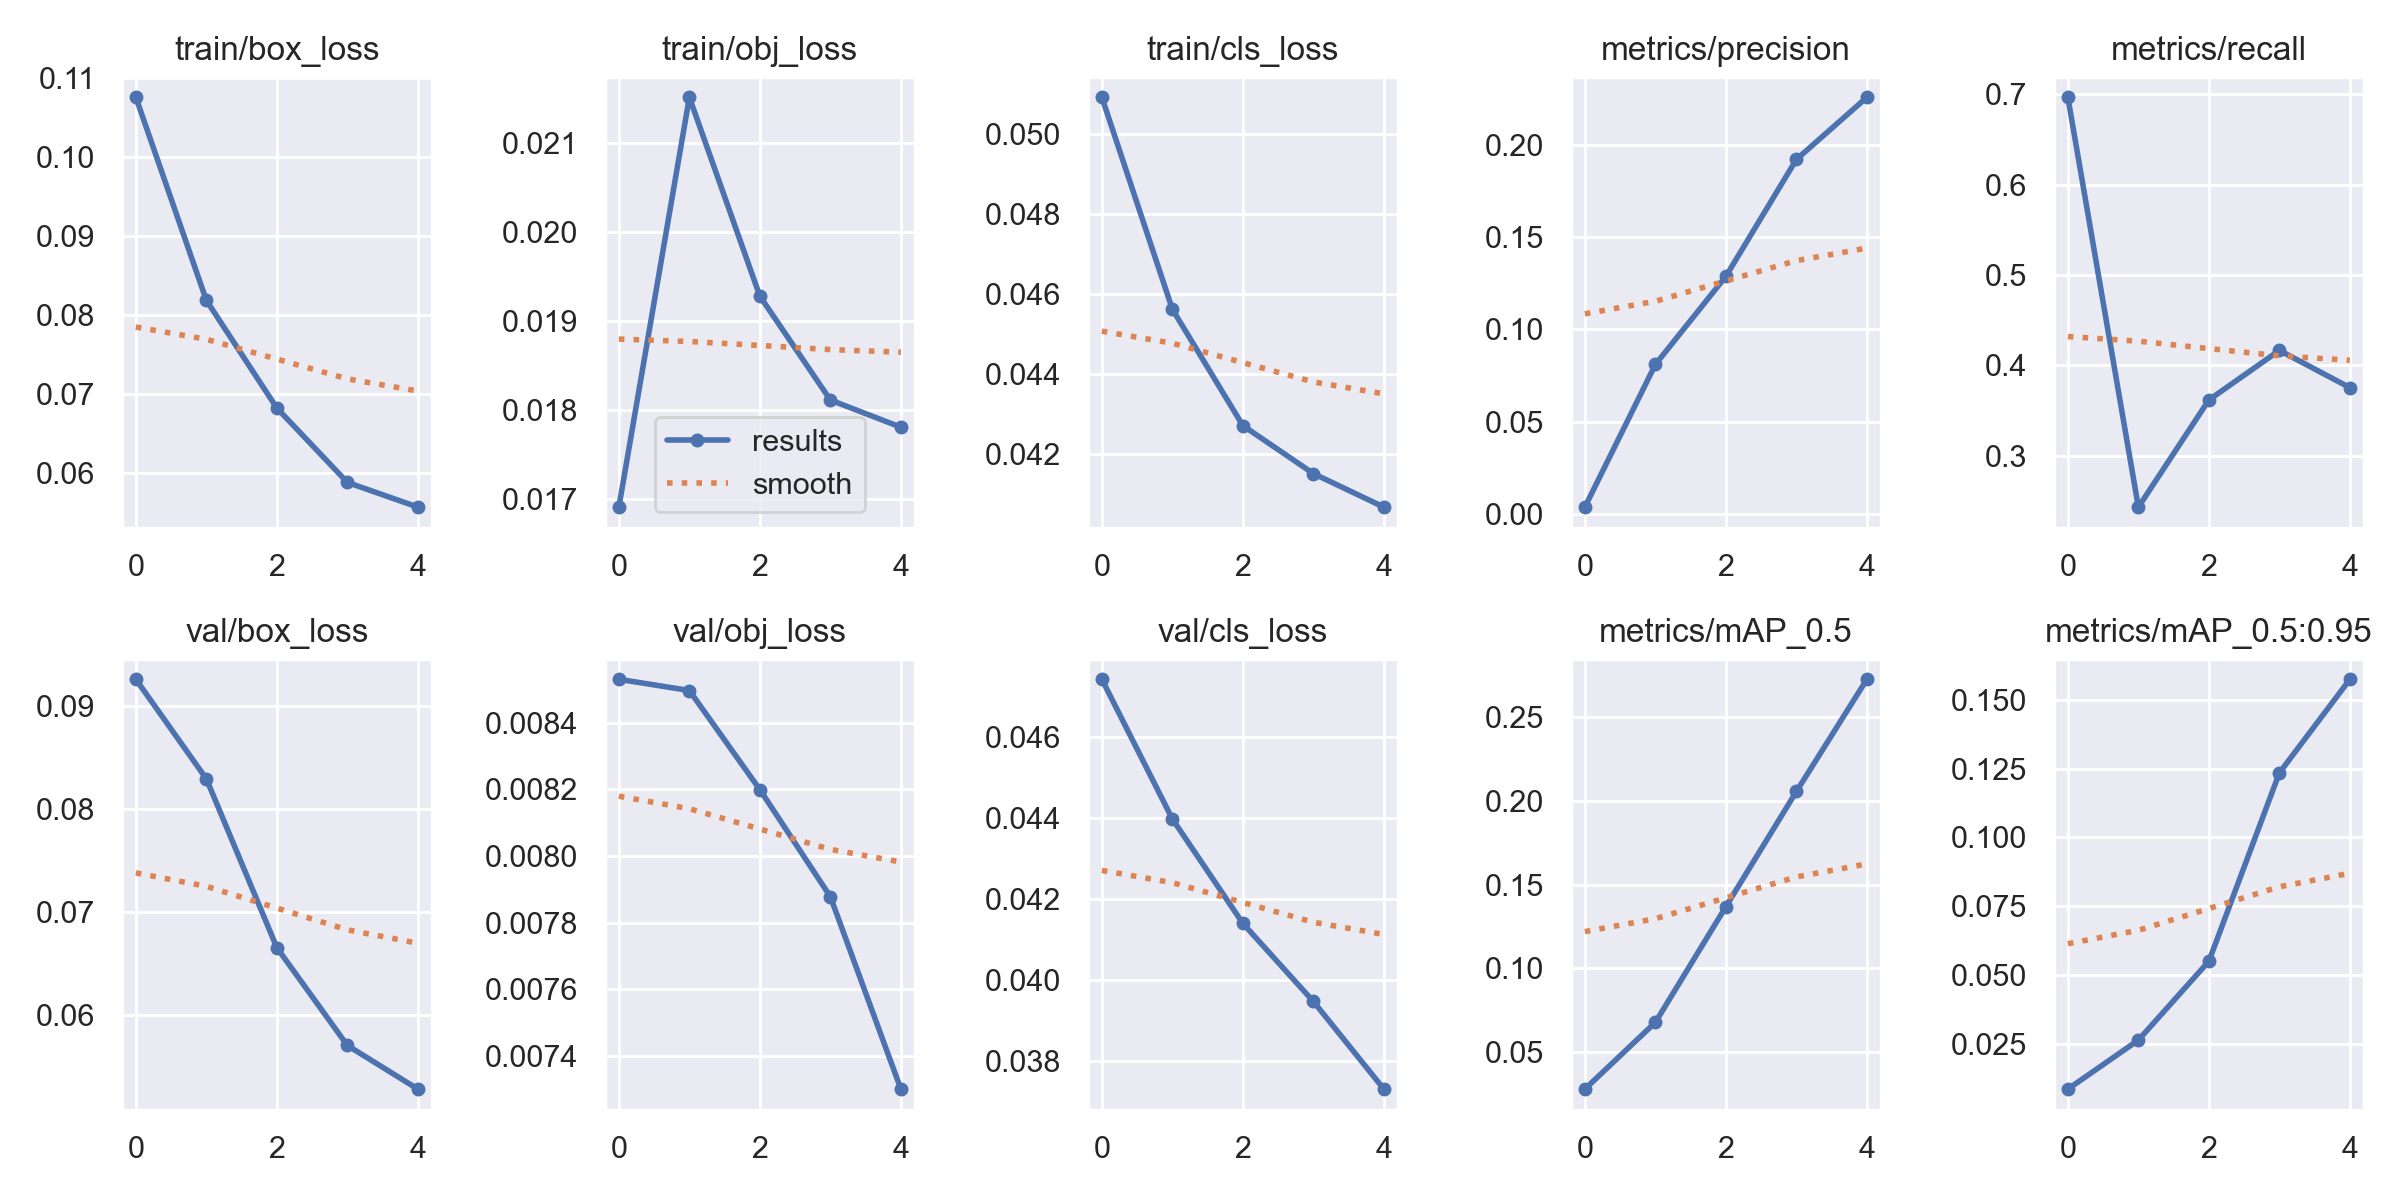 train/box_loss
0.11
0.10
0.09
0.08
0.07
0.06
0 2 4
train/obj_loss
0.021
0.020
0.019
0.018
0.017
results
smooth
0 2 4
train/cls_loss
0.050
0.048
0.046
0.044
0.042
0 2 4
metrics/precision
0.20
0.15
0.10
0.05
0.00
0 2 4
metrics/recall
0.7
0.6
0.5
0.4
0.3
0 2 4
val/box_loss
0.09
0.08
0.07
0.06
0 2 4
val/obj_loss
0.0084
0.0082
0.0080
0.0078
0.0076
0.0074
0 2 4
val/cls_loss
0.046
0.044
0.042
0.040
0.038
0 2 4
metrics/mAP_0.5
0.25
0.20
0.15
0.10
0.05
0 2 4
metrics/mAP_0.5:0.95
0.150
0.125
0.100
0.075
0.050
0.025
0 2 4